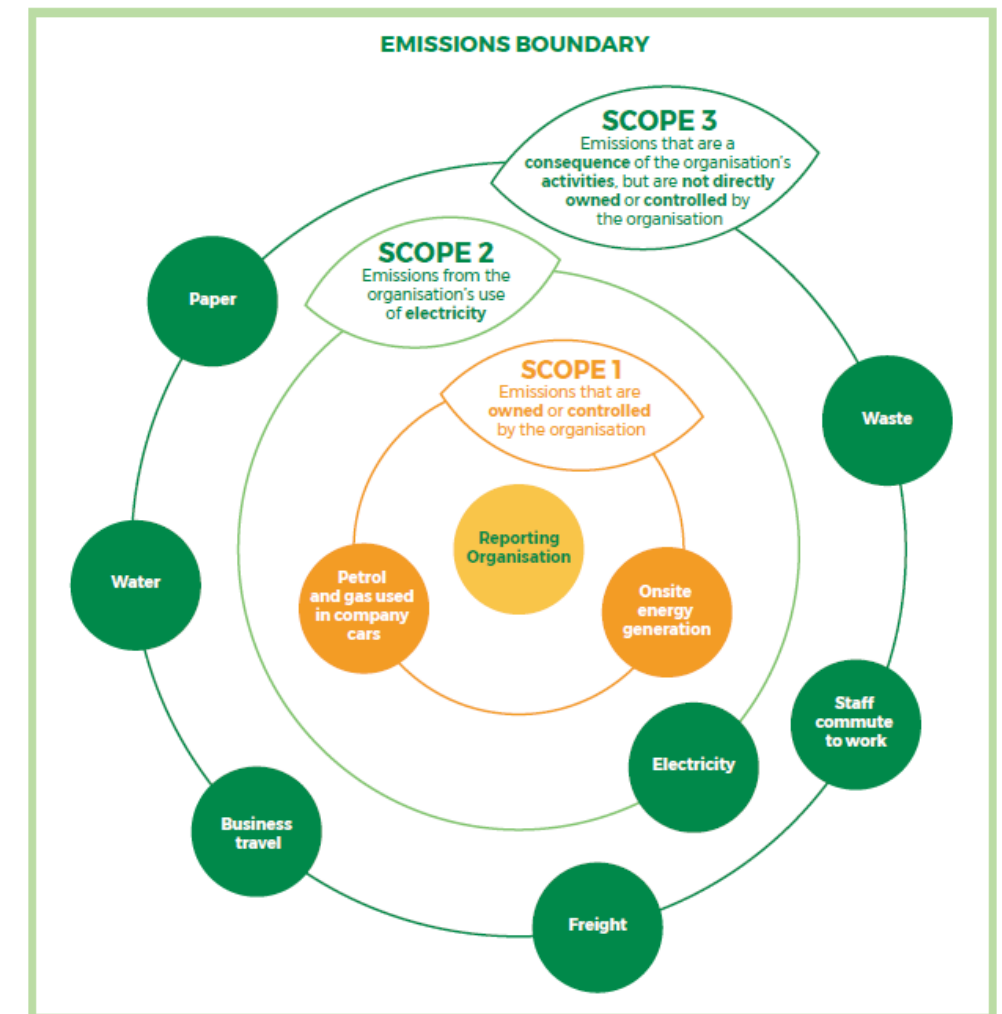 EMISSIONS BOUNDARY
SCOPE 3
Emissions that are a
consequence of the organisation's
activities, but are not directly
owned or controlled by
the organisation
SCOPE 2
Emissions from the
organisation's use
of electricity
Paper
SCOPE 1
Emissions that are
owned or controlled
by the organisation
Waste
Reporting
Organisation
Water
Petrol
and gas used
in company
cars
Onsite
energy
generation
Staff
commute
to work
Electricity
Business
travel
Freight